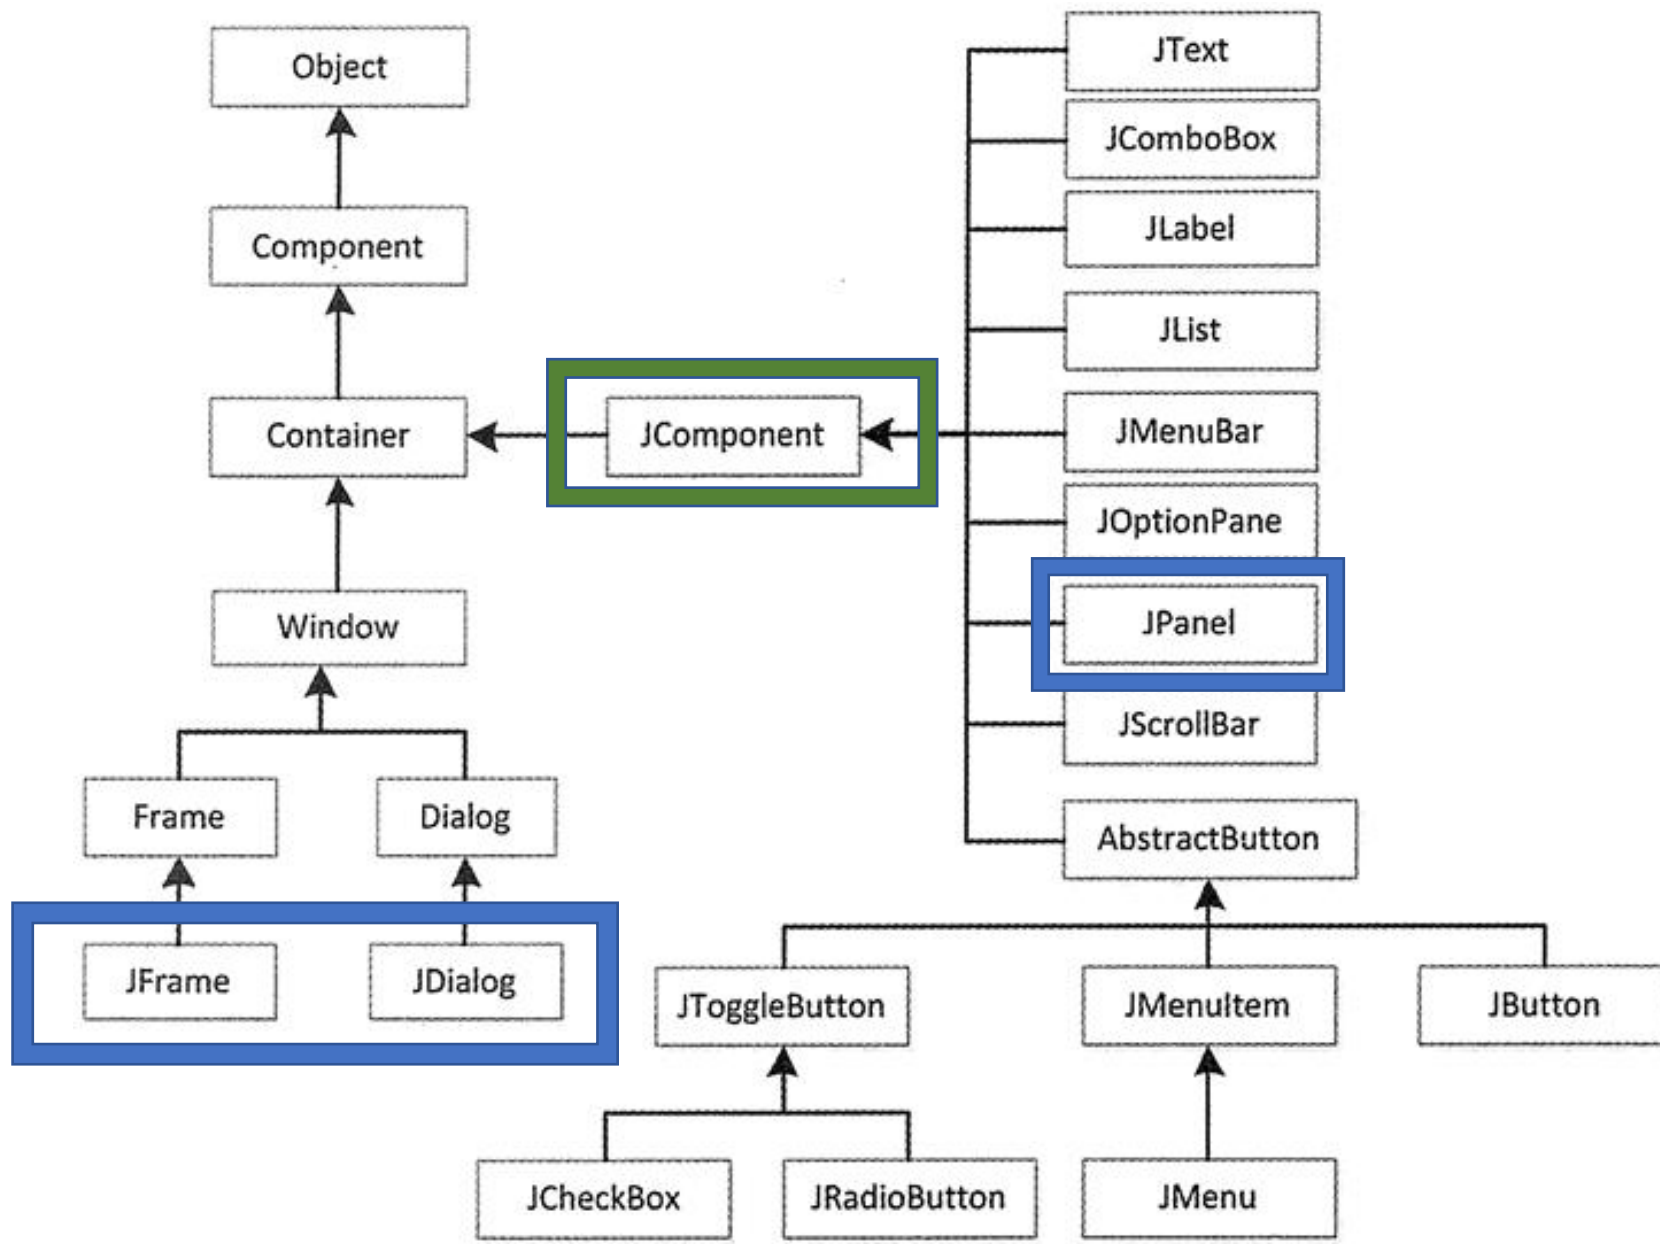 Object
Component
Container
Window
Frame
Dialog
JFrame
JDialog
JComponent
JText
JComboBox
JLabel
JList
JMenuBar
JOptionPane
JPanel
JScrollBar
AbstractButton
JToggleButton
JMenuItem
JButton
JCheckBox
JRadioButton
JMenu